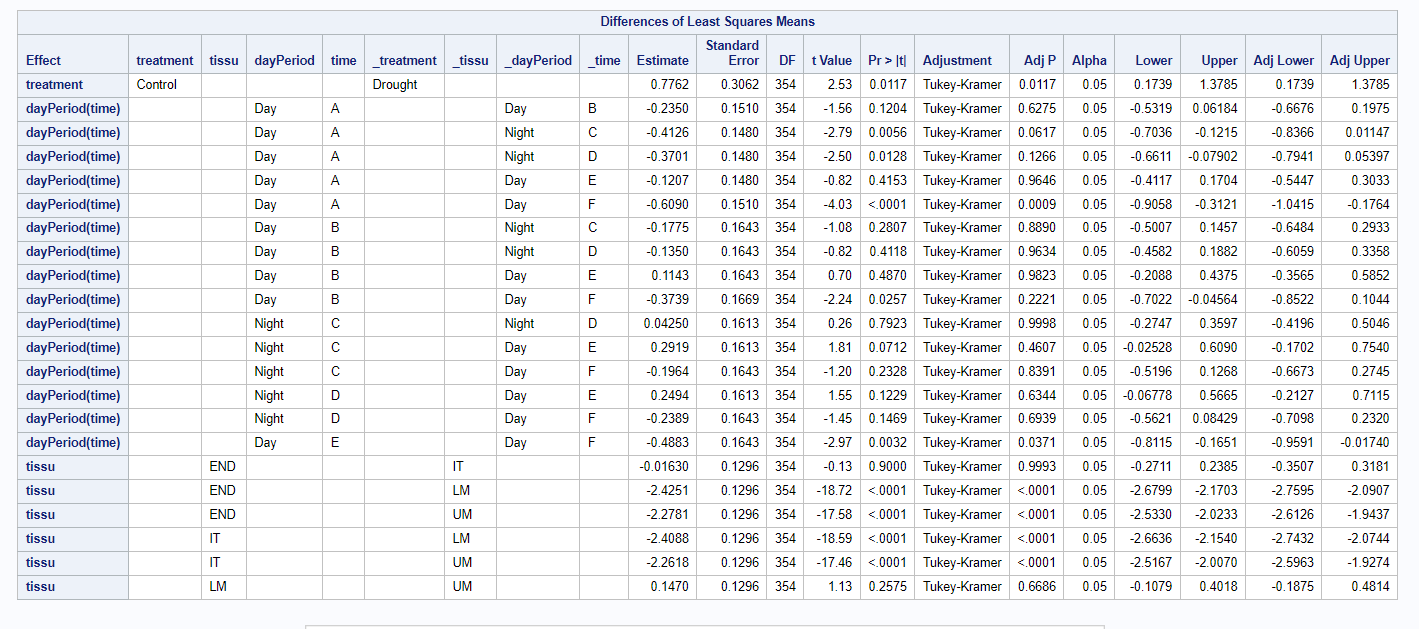 Differences of Least Squares Means
Effect treatment tissu dayPeriod time _treatment _tissu _dayPeriod _time Estimate Standard Error DF t Value Pr > |t| Adjustment Adj P Alpha Lower Upper Adj Lower Adj Upper
treatment Control Drought 0.7762 0.3062 354 2.53 0.0117 Tukey-Kramer 0.0117 0.05 0.1739 1.3785 0.1739 1.3785
dayPeriod(time) Day A Day B -0.2350 0.1510 354 -1.56 0.1204 Tukey-Kramer 0.6275 0.05 -0.5319 0.06184 -0.6676 0.1975
dayPeriod(time) Day A Night C -0.4126 0.1480 354 -2.79 0.0056 Tukey-Kramer 0.0617 0.05 -0.7036 -0.1215 -0.8366 0.01147
dayPeriod(time) Day A Night D -0.3701 0.1480 354 -2.50 0.0128 Tukey-Kramer 0.1266 0.05 -0.6611 -0.07902 -0.7941 0.05397
dayPeriod(time) Day A Day E -0.1207 0.1480 354 -0.82 0.4153 Tukey-Kramer 0.9646 0.05 -0.4117 0.1704 -0.5447 0.3033
dayPeriod(time) Day A Day F -0.6090 0.1510 354 -4.03 <.0001 Tukey-Kramer 0.0009 0.05 -0.9058 -0.3121 -1.0415 -0.1764
dayPeriod(time) Day B Night C -0.1775 0.1643 354 -1.08 0.2807 Tukey-Kramer 0.8890 0.05 -0.5007 0.1457 -0.6484 0.2933
dayPeriod(time) Day B Night D -0.1350 0.1643 354 -0.82 0.4118 Tukey-Kramer 0.9634 0.05 -0.4582 0.1882 -0.6059 0.3358
dayPeriod(time) Day B Day E 0.1143 0.1643 354 0.70 0.4870 Tukey-Kramer 0.9823 0.05 -0.2088 0.4375 -0.3565 0.5852
dayPeriod(time) Day B Day F -0.3739 0.1669 354 -2.24 0.0257 Tukey-Kramer 0.2221 0.05 -0.7022 -0.04564 -0.8522 0.1044
dayPeriod(time) Night C Night D 0.04250 0.1613 354 0.26 0.7923 Tukey-Kramer 0.9998 0.05 -0.2747 0.3597 -0.4196 0.5046
dayPeriod(time) Night C Day E 0.2919 0.1613 354 1.81 0.0712 Tukey-Kramer 0.4607 0.05 -0.02528 0.6090 -0.1702 0.7540
dayPeriod(time) Night C Day F -0.1964 0.1643 354 -1.20 0.2328 Tukey-Kramer 0.8391 0.05 -0.5196 0.1268 -0.6673 0.2745
dayPeriod(time) Night D Day E 0.2494 0.1613 354 1.55 0.1229 Tukey-Kramer 0.6344 0.05 -0.06778 0.5665 -0.2127 0.7115
dayPeriod(time) Night D Day F -0.2389 0.1643 354 -1.45 0.1469 Tukey-Kramer 0.6939 0.05 -0.5621 0.08429 -0.7098 0.2320
dayPeriod(time) Day E Day F -0.4883 0.1643 354 -2.97 0.0032 Tukey-Kramer 0.0371 0.05 -0.8115 -0.1651 -0.9591 -0.01740
tissu END IT -0.01630 0.1296 354 -0.13 0.9000 Tukey-Kramer 0.9993 0.05 -0.2711 0.2385 -0.3507 0.3181
tissu END LM -2.4251 0.1296 354 -18.72 <.0001 Tukey-Kramer <.0001 0.05 -2.6799 -2.1703 -2.7595 -2.0907
tissu END UM -2.2781 0.1296 354 -17.58 <.0001 Tukey-Kramer <.0001 0.05 -2.5330 -2.0233 -2.6126 -1.9437
tissu IT LM -2.4088 0.1296 354 -18.59 <.0001 Tukey-Kramer <.0001 0.05 -2.6636 -2.1540 -2.7432 -2.0744
tissu IT UM -2.2618 0.1296 354 -17.46 <.0001 Tukey-Kramer <.0001 0.05 -2.5167 -2.0070 -2.5963 -1.9274
tissu LM UM 0.1470 0.1296 354 1.13 0.2575 Tukey-Kramer 0.6686 0.05 -0.1079 0.4018 -0.1875 0.4814